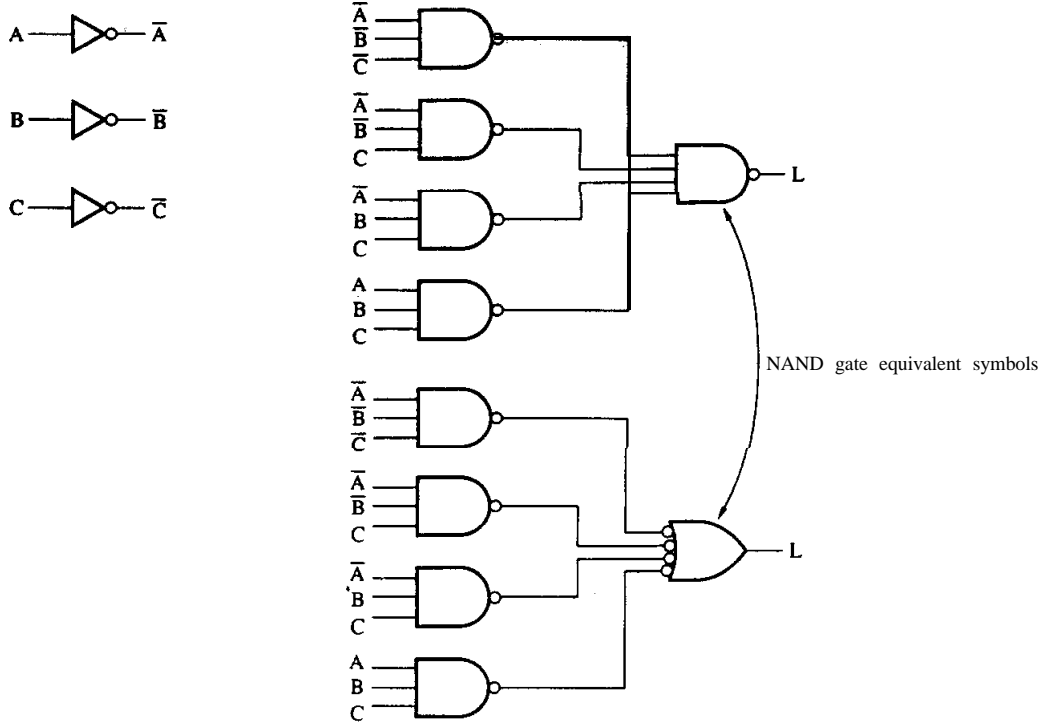 A A̅
B B̅
C C̅
A̅
B̅
C̅
A̅
B̅
C
A̅
B
C
A
B
C
L
NAND gate equivalent symbols
A̅
B̅
C̅
A̅
B̅
C
A̅
B
C
A
B
C
L